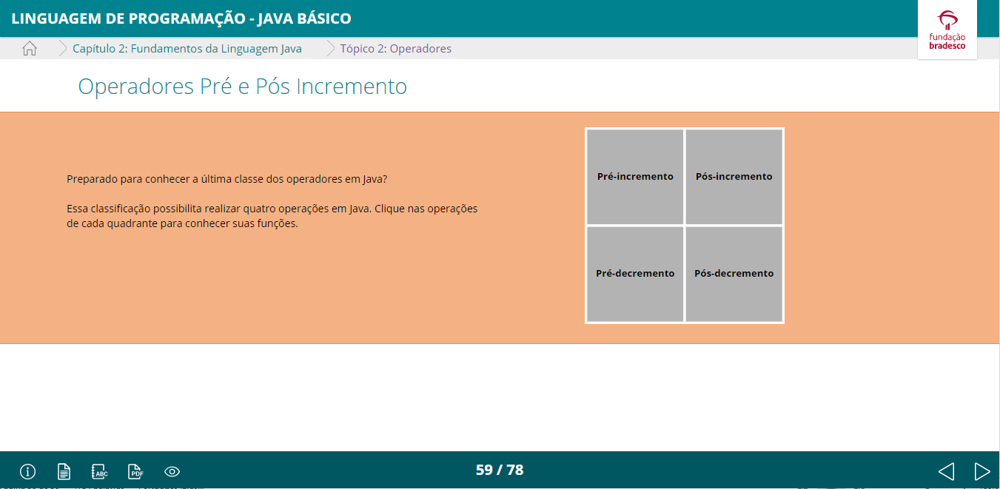 LINGUAGEM DE PROGRAMAÇÃO - JAVA BÁSICO
fundação
bradesco
Capítulo 2: Fundamentos da Linguagem Java
Tópico 2: Operadores
Operadores Pré e Pós Incremento
Preparado para conhecer a última classe dos operadores em Java?
Essa classificação possibilita realizar quatro operações em Java. Clique nas operações
de cada quadrante para conhecer suas funções.
Pré-incremento
Pós-incremento
Pré-decremento
Pós-decremento
ABC
PDF
59 / 78